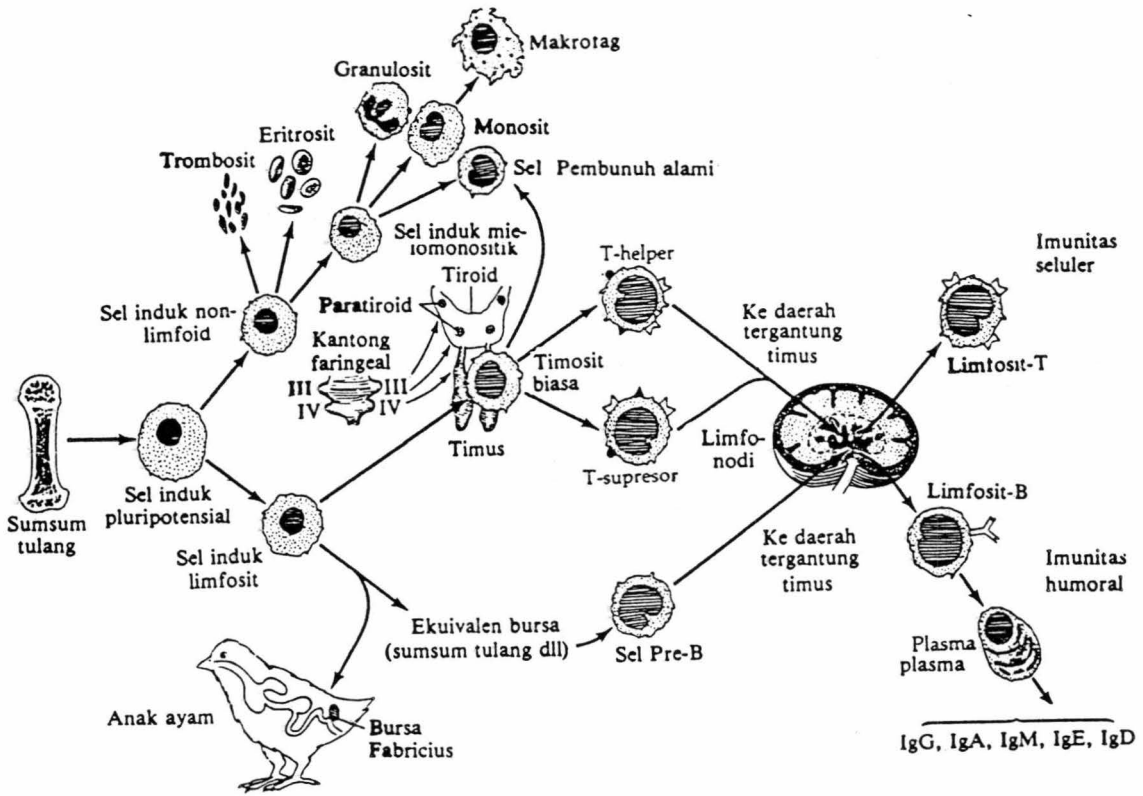 Makrotag
Granulosit
Monosit
Eritrosit
Trombosit
Sel Pembunuh alami
Sel induk mie-
lomonositik
Tiroid
T-helper
Imunitas
seluler
Paratiroid
Sel induk non-
limfoid
Ke daerah
tergantung
timus
Kantong
faringeal
Timosit
biasa
Limtosit-T
III
III
IV
IV
Timus
Limfo-
nodi
T-supresor
Sel induk
pluripotensial
Sumsum
tulang
Limfosit-B
Sel induk
limfosit
Ke daerah
tergantung
timus
Imunitas
humoral
Ekuivalen bursa
(sumsum tulang dll)
Sel Pre-B
Plasma
plasma
Anak ayam
Bursa
Fabricius
IgG, IgA, IgM, IgE, IgD